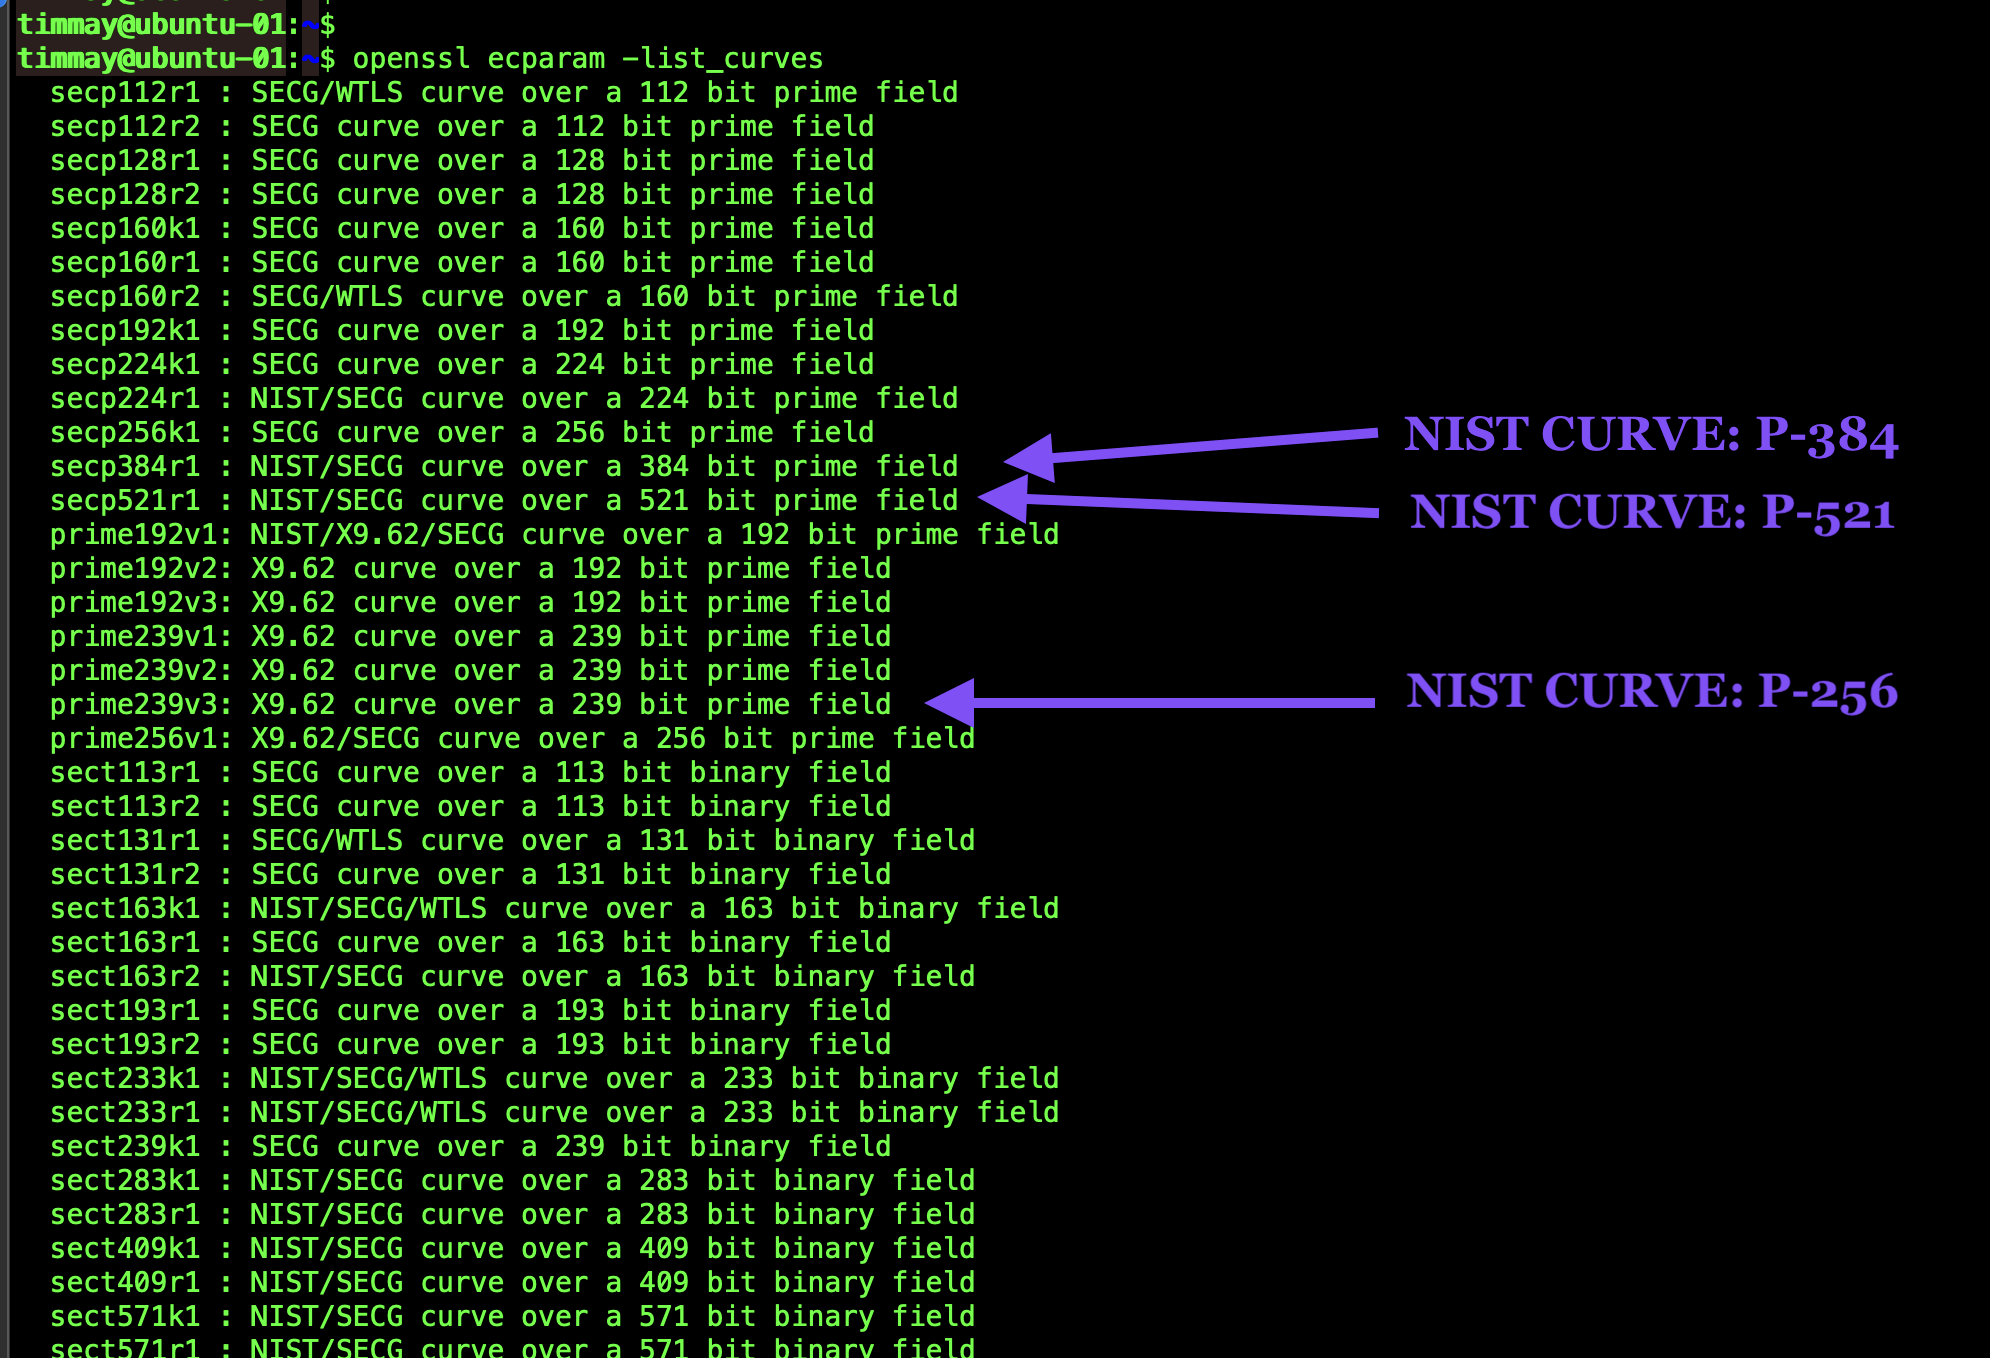 timmay@ubuntu-01:~$
timmay@ubuntu-01:~$ openssl ecparam -list_curves
secp112r1 : SECG/WTLS curve over a 112 bit prime field
secp112r2 : SECG curve over a 112 bit prime field
secp128r1 : SECG curve over a 128 bit prime field
secp128r2 : SECG curve over a 128 bit prime field
secp160k1 : SECG curve over a 160 bit prime field
secp160r1 : SECG curve over a 160 bit prime field
secp160r2 : SECG/WTLS curve over a 160 bit prime field
secp192k1 : SECG curve over a 192 bit prime field
secp224k1 : SECG curve over a 224 bit prime field
secp224r1 : NIST/SECG curve over a 224 bit prime field
secp256k1 : SECG curve over a 256 bit prime field
secp384r1 : NIST/SECG curve over a 384 bit prime field
NIST CURVE: P-384
secp521r1 : NIST/SECG curve over a 521 bit prime field
NIST CURVE: P-521
prime192v1: NIST/X9.62/SECG curve over a 192 bit prime field
prime192v2: X9.62 curve over a 192 bit prime field
prime192v3: X9.62 curve over a 192 bit prime field
prime239v1: X9.62 curve over a 239 bit prime field
prime239v2: X9.62 curve over a 239 bit prime field
prime239v3: X9.62 curve over a 239 bit prime field
NIST CURVE: P-256
prime256v1: X9.62/SECG curve over a 256 bit prime field
sect113r1 : SECG curve over a 113 bit binary field
sect113r2 : SECG curve over a 113 bit binary field
sect131r1 : SECG/WTLS curve over a 131 bit binary field
sect131r2 : SECG curve over a 131 bit binary field
sect163k1 : NIST/SECG/WTLS curve over a 163 bit binary field
sect163r1 : SECG curve over a 163 bit binary field
sect163r2 : NIST/SECG curve over a 163 bit binary field
sect193r1 : SECG curve over a 193 bit binary field
sect193r2 : SECG curve over a 193 bit binary field
sect233k1 : NIST/SECG/WTLS curve over a 233 bit binary field
sect233r1 : NIST/SECG/WTLS curve over a 233 bit binary field
sect239k1 : SECG curve over a 239 bit binary field
sect283k1 : NIST/SECG curve over a 283 bit binary field
sect283r1 : NIST/SECG curve over a 283 bit binary field
sect409k1 : NIST/SECG curve over a 409 bit binary field
sect409r1 : NIST/SECG curve over a 409 bit binary field
sect571k1 : NIST/SECG curve over a 571 bit binary field
sect571r1 : NIST/SECG curve over a 571 bit binary field